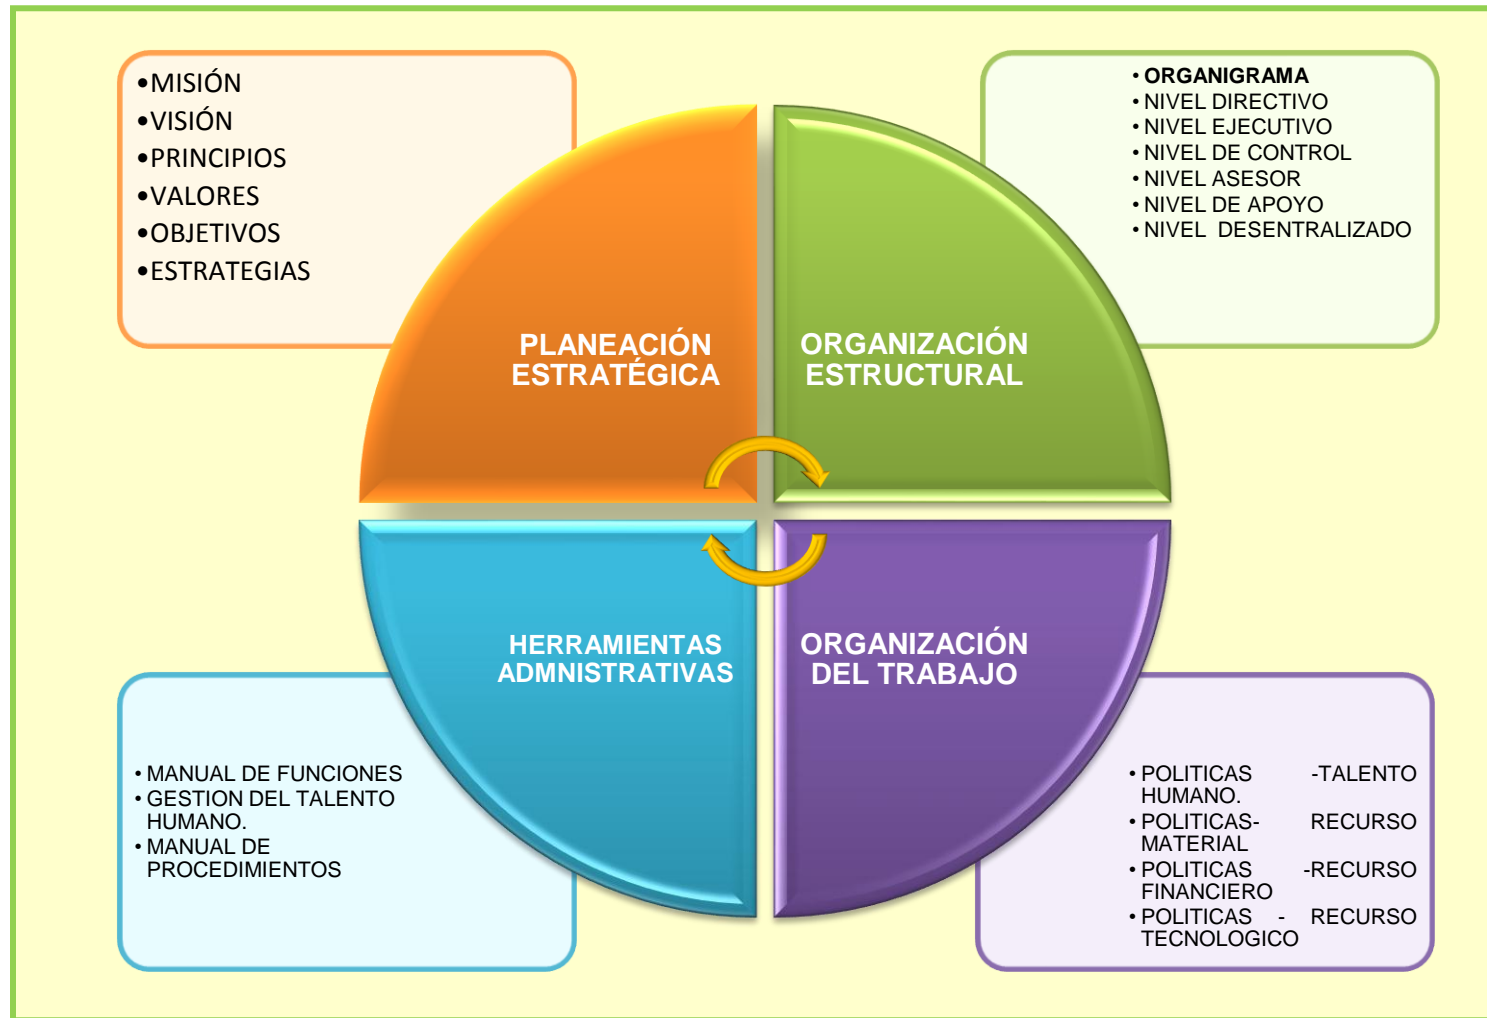 •MISIÓN
•VISIÓN
•PRINCIPIOS
•VALORES
•OBJETIVOS
•ESTRATEGIAS
• ORGANIGRAMA
• NIVEL DIRECTIVO
• NIVEL EJECUTIVO
• NIVEL DE CONTROL
• NIVEL ASESOR
• NIVEL DE APOYO
• NIVEL DESENTRALIZADO
PLANEACIÓN
ESTRATÉGICA
ORGANIZACIÓN
ESTRUCTURAL
HERRAMIENTAS
ADMNISTRATIVAS
ORGANIZACIÓN
DEL TRABAJO
• MANUAL DE FUNCIONES
• GESTION DEL TALENTO
HUMANO.
• MANUAL DE
PROCEDIMIENTOS
• POLITICAS -TALENTO
HUMANO.
• POLITICAS- RECURSO
MATERIAL
• POLITICAS -RECURSO
FINANCIERO
• POLITICAS - RECURSO
TECNOLOGICO